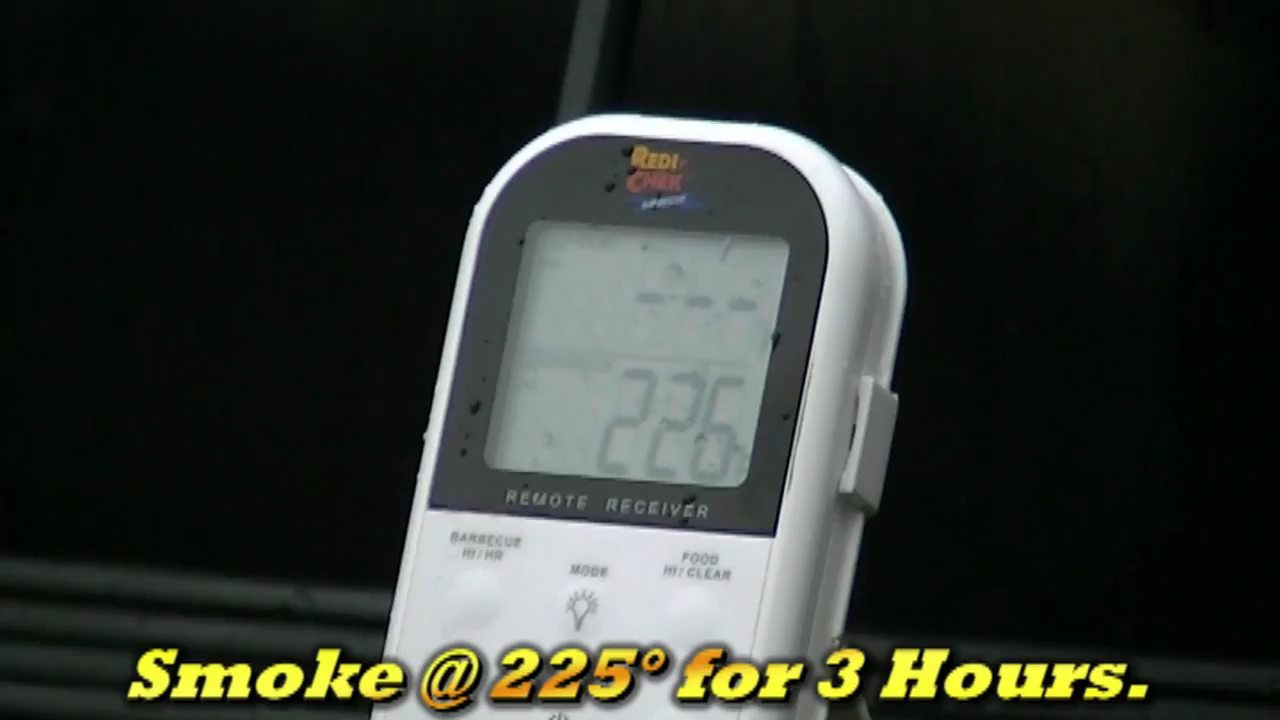 REDI-
CHEK
- - -
226
REMOTE RECEIVER
BARBECUE
HI/HR
MODE
FOOD
HI/CLEAR
Smoke @ 225° for 3 Hours.